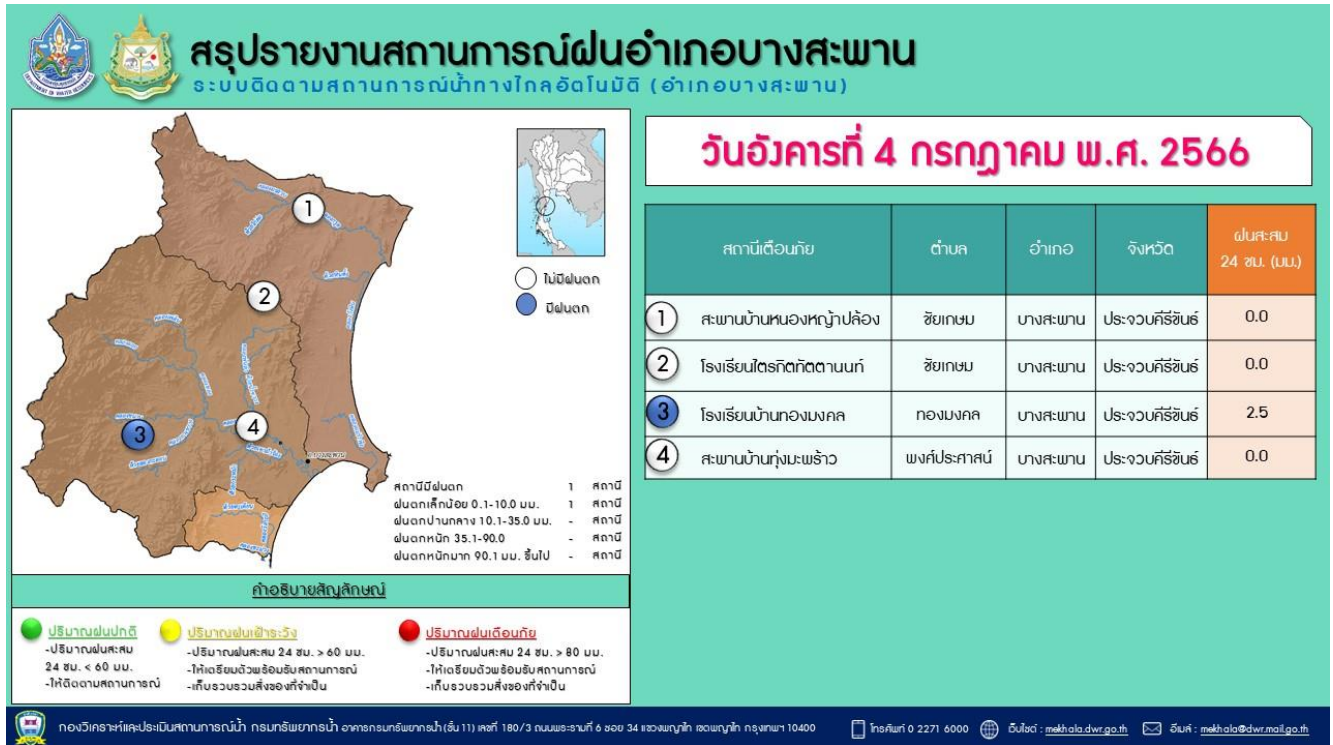 สรุปรายงานสถานการณ์ฝนอำเภอบางสะพาน
ระบบติดตามสถานการณ์น้ำทางไกลอัตโนมัติ (อำเภอบางสะพาน)
วันอังคารที่ 4 กรกฎาคม พ.ศ. 2566
1
2
3
4
ไม่มีฝนตก
มีฝนตก
สถานีมีฝนตก 1 สถานี
ฝนตกเล็กน้อย 0.1-10.0 มม. 1 สถานี
ฝนตกปานกลาง 10.1-35.0 มม. - สถานี
ฝนตกหนัก 35.1-90.0 - สถานี
ฝนตกหนักมาก 90.1 มม. ขึ้นไป - สถานี
สถานีเตือนภัย ตำบล อำเภอ จังหวัด ฝนสะสม
24 ชม. (มม.)
1 สะพานบ้านหนองหญ้าปล้อง ชัยเกษม บางสะพาน ประจวบคีรีขันธ์ 0.0
2 โรงเรียนไตรกิตทัตตานนท์ ชัยเกษม บางสะพาน ประจวบคีรีขันธ์ 0.0
3 โรงเรียนบ้านทองมงคล ทองมงคล บางสะพาน ประจวบคีรีขันธ์ 2.5
4 สะพานบ้านทุ่งมะพร้าว พงศ์ประศาสน์ บางสะพาน ประจวบคีรีขันธ์ 0.0
คำอธิบายสัญลักษณ์
ปริมาณฝนปกติ
-ปริมาณฝนสะสม
24 ชม. < 60 มม.
-ให้ติดตามสถานการณ์
ปริมาณฝนเฝ้าระวัง
-ปริมาณฝนสะสม 24 ชม. > 60 มม.
-ให้เตรียมตัวพร้อมรับสถานการณ์
-เก็บรวบรวมสิ่งของที่จำเป็น
ปริมาณฝนเตือนภัย
-ปริมาณฝนสะสม 24 ชม. > 80 มม.
-ให้เตรียมตัวพร้อมรับสถานการณ์
-เก็บรวบรวมสิ่งของที่จำเป็น
กองวิเคราะห์และประเมินสถานการณ์น้ำ กรมทรัพยากรน้ำ อาคารกรมทรัพยากรน้ำ (ชั้น 11) เลขที่ 180/3 ถนนพระรามที่ 6 ซอย 34 แขวงพญาไท เขตพญาไท กรุงเทพฯ 10400 โทรศัพท์ 0 2271 6000 เว็บไซต์ : mekhala.dwr.go.th อีเมล์ : mekhala@dwr.mail.go.th